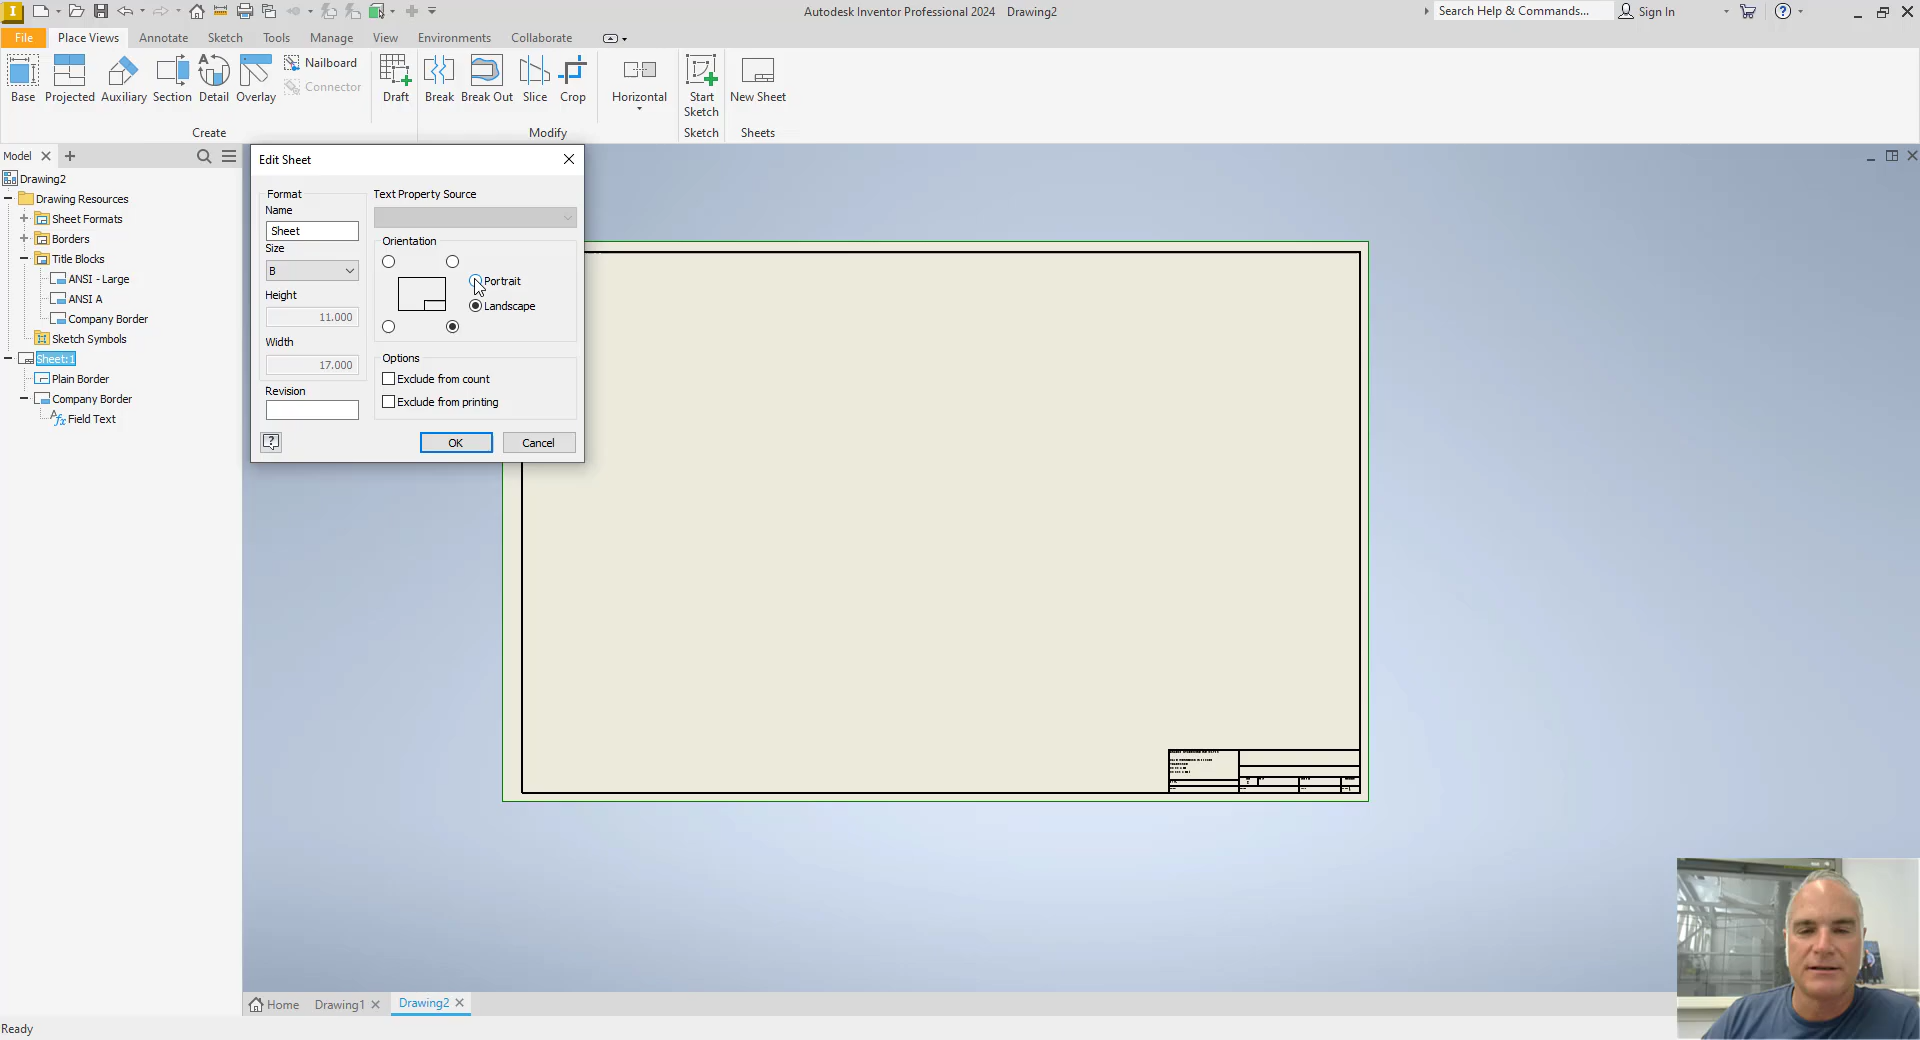 I Autodesk Inventor Professional 2024 Drawing2 Search Help & Commands... Sign In
File Place Views Annotate Sketch Tools Manage View Environments Collaborate
Base Projected Auxiliary Section Detail Overlay Nailboard Connector Draft Break Break Out Slice Crop Horizontal Start Sketch New Sheet
Create Modify Sketch Sheets
Model
Drawing2
Drawing Resources
Sheet Formats
Borders
Title Blocks
ANSI - Large
ANSI A
Company Border
Sketch Symbols
Sheet:1
Plain Border
Company Border
Field Text
Edit Sheet
Format
Name
Sheet
Size
B
Height
11.000
Width
17.000
Revision
Text Property Source
Orientation
Portrait
Landscape
Options
Exclude from count
Exclude from printing
OK Cancel
Home Drawing1 Drawing2
Ready